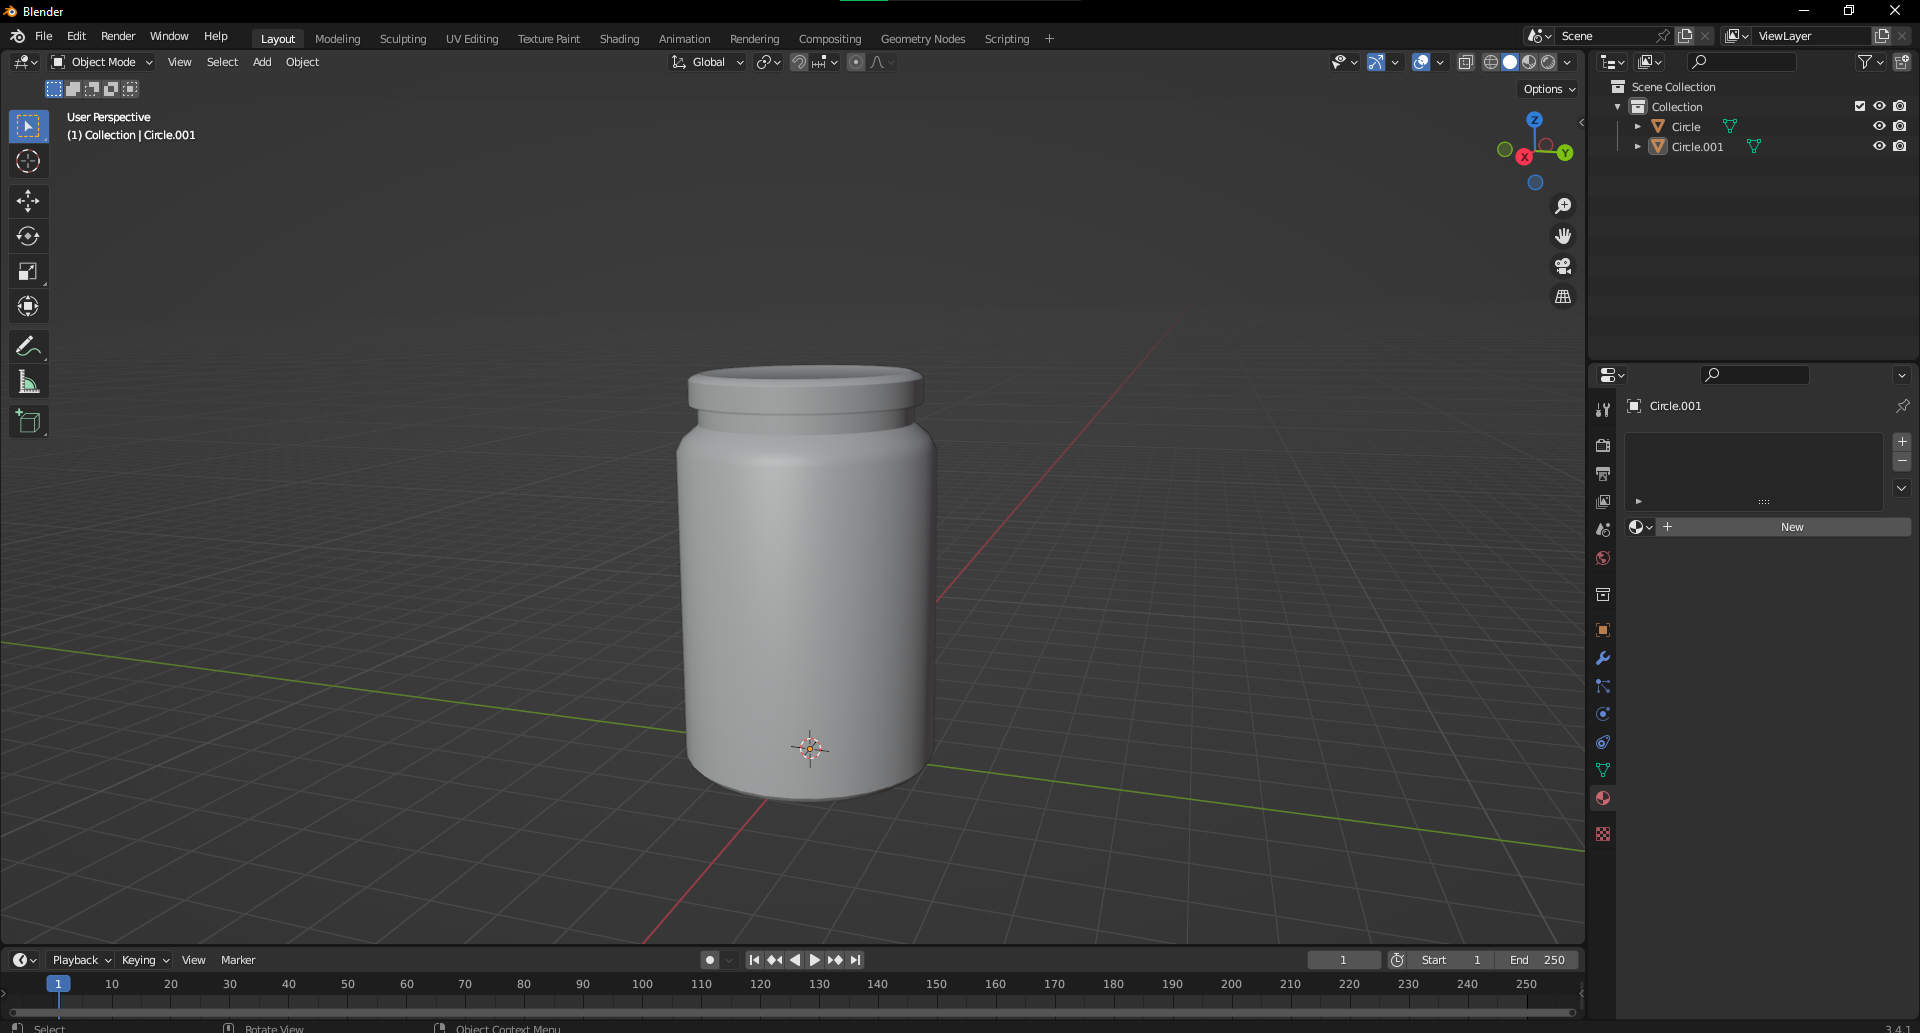 Blender
File Edit Render Window Help Layout Modeling Sculpting UV Editing Texture Paint Shading Animation Rendering Compositing Geometry Nodes Scripting + Scene ViewLayer
Object Mode View Select Add Object Global
Options
User Perspective
(1) Collection | Circle.001
Z
Y
X
Scene Collection
Collection
Circle
Circle.001
Circle.001
New
Playback Keying View Marker 1 Start 1 End 250
1 10 20 30 40 50 60 70 80 90 100 110 120 130 140 150 160 170 180 190 200 210 220 230 240 250
Select Rotate View Object Context Menu 3.4.1